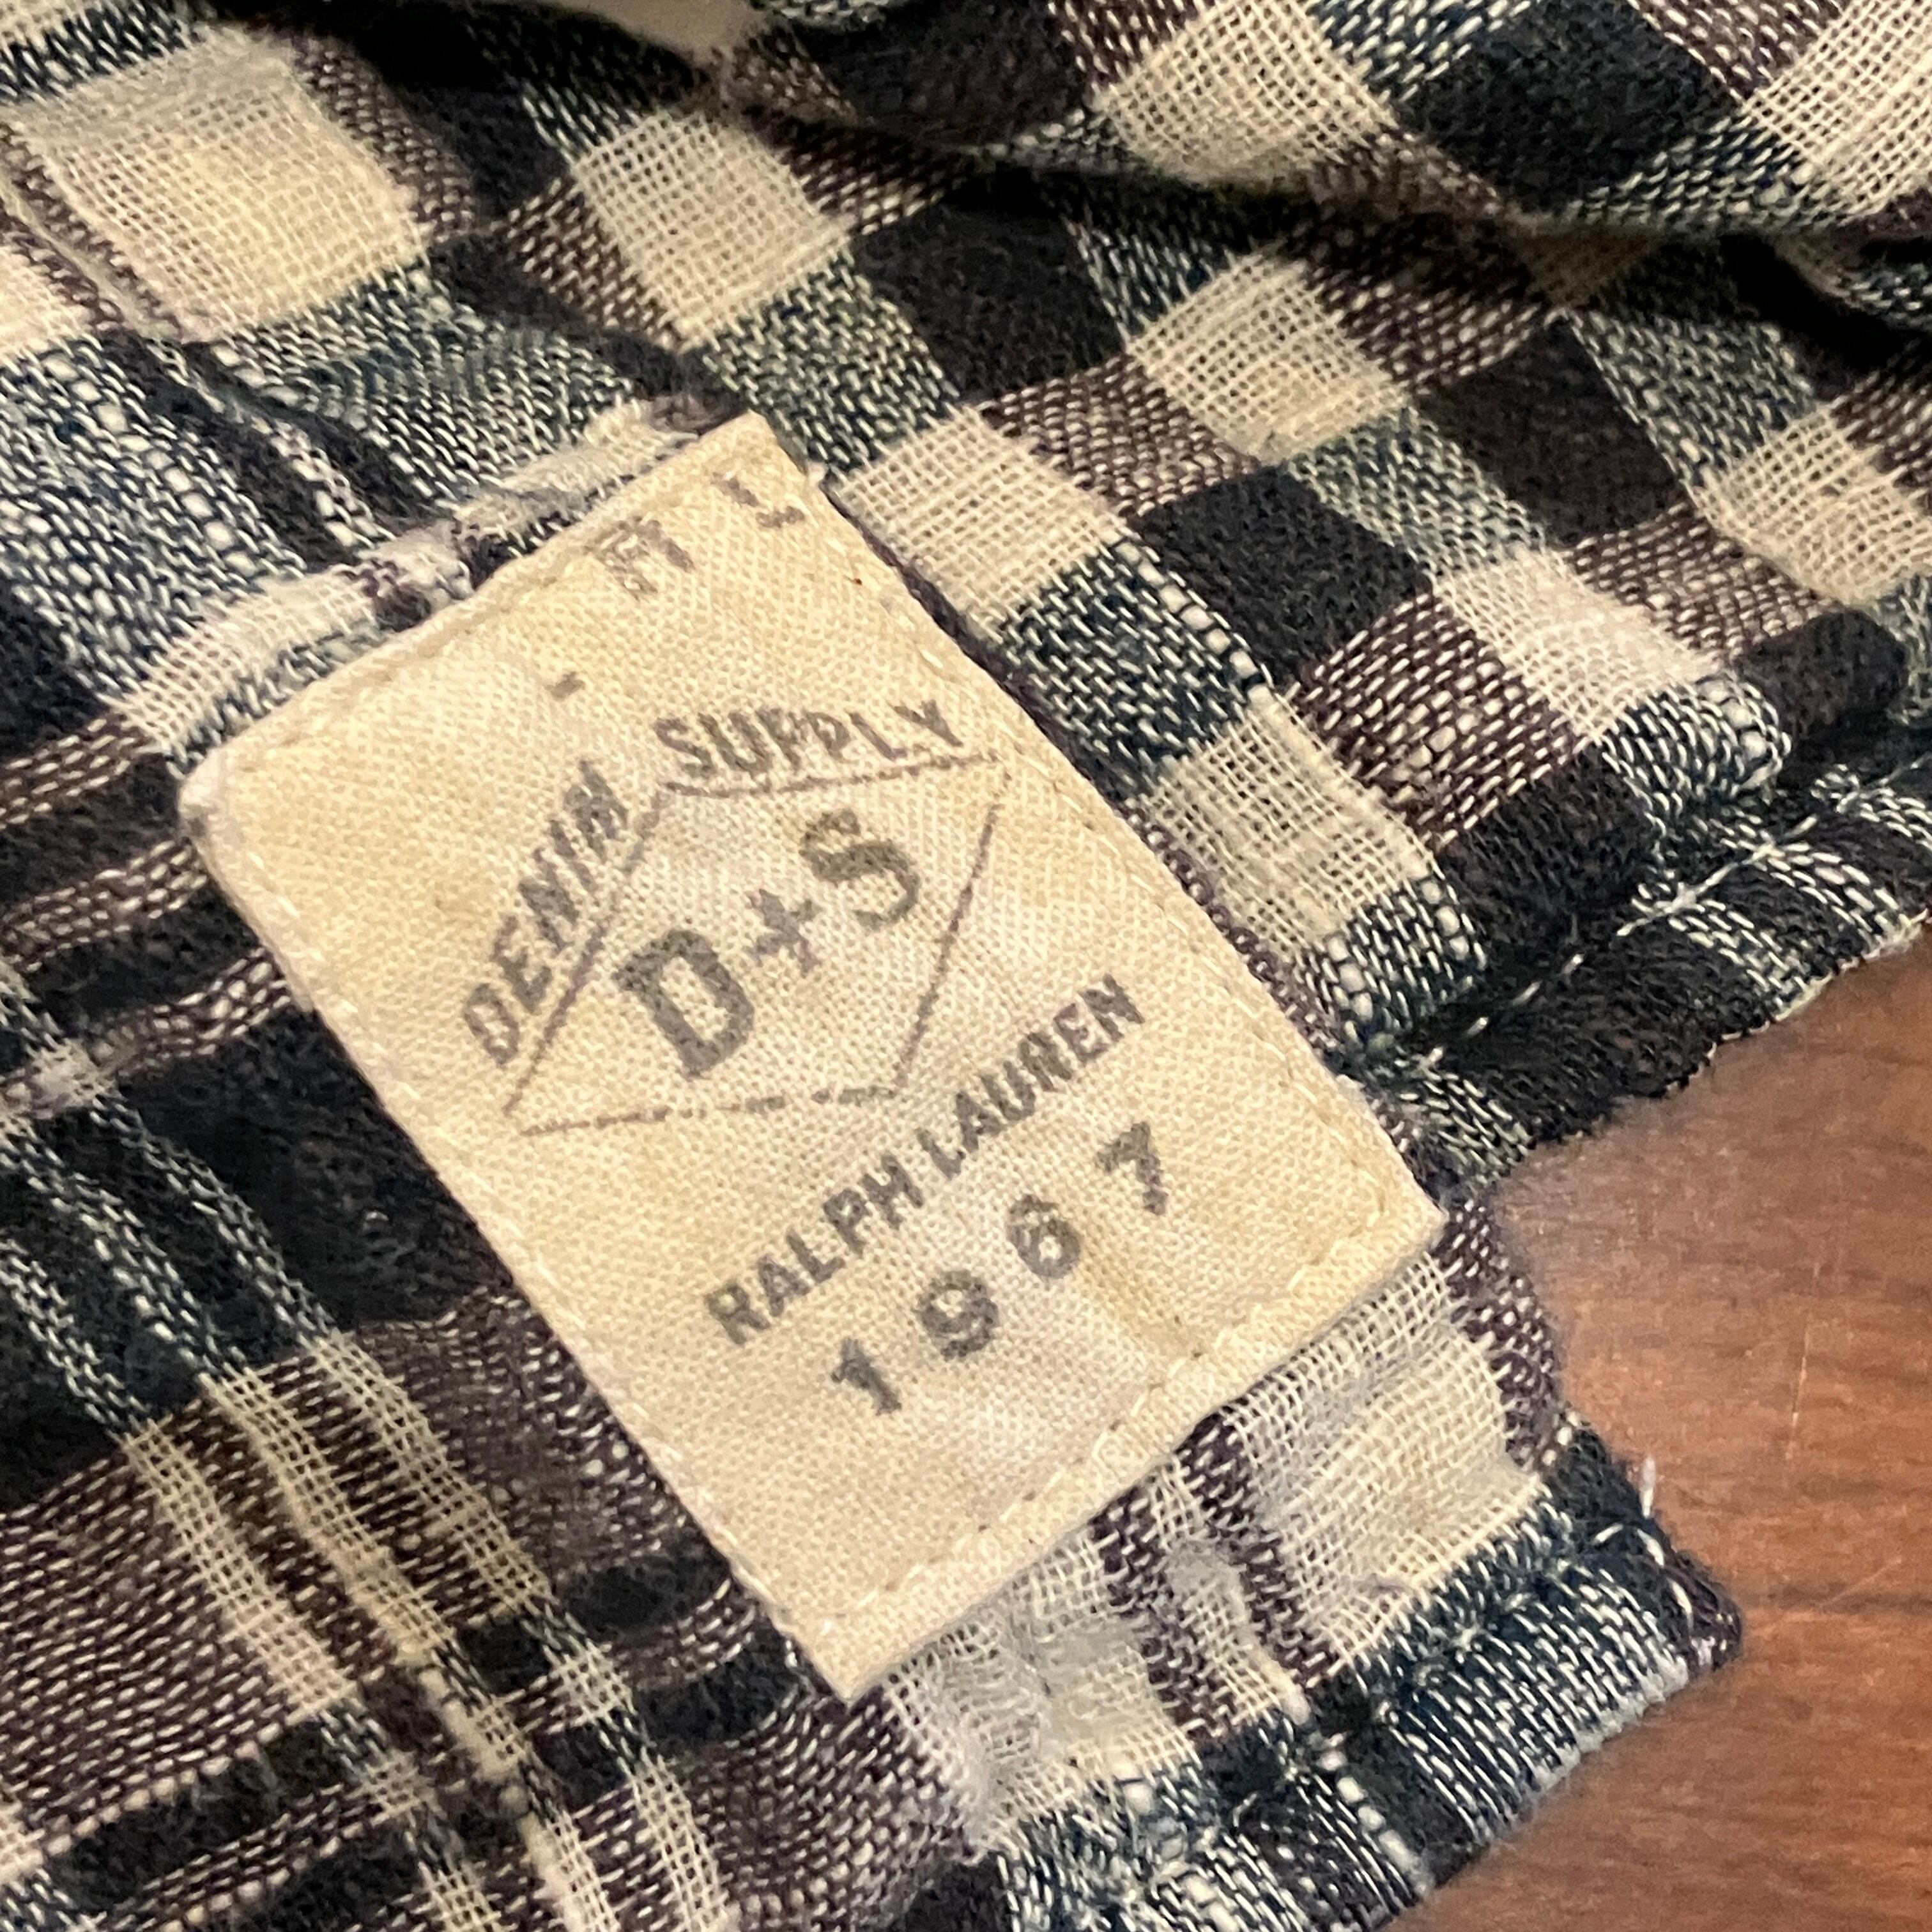 DENIM SUPPLY
D+S
RALPH LAUREN
1967